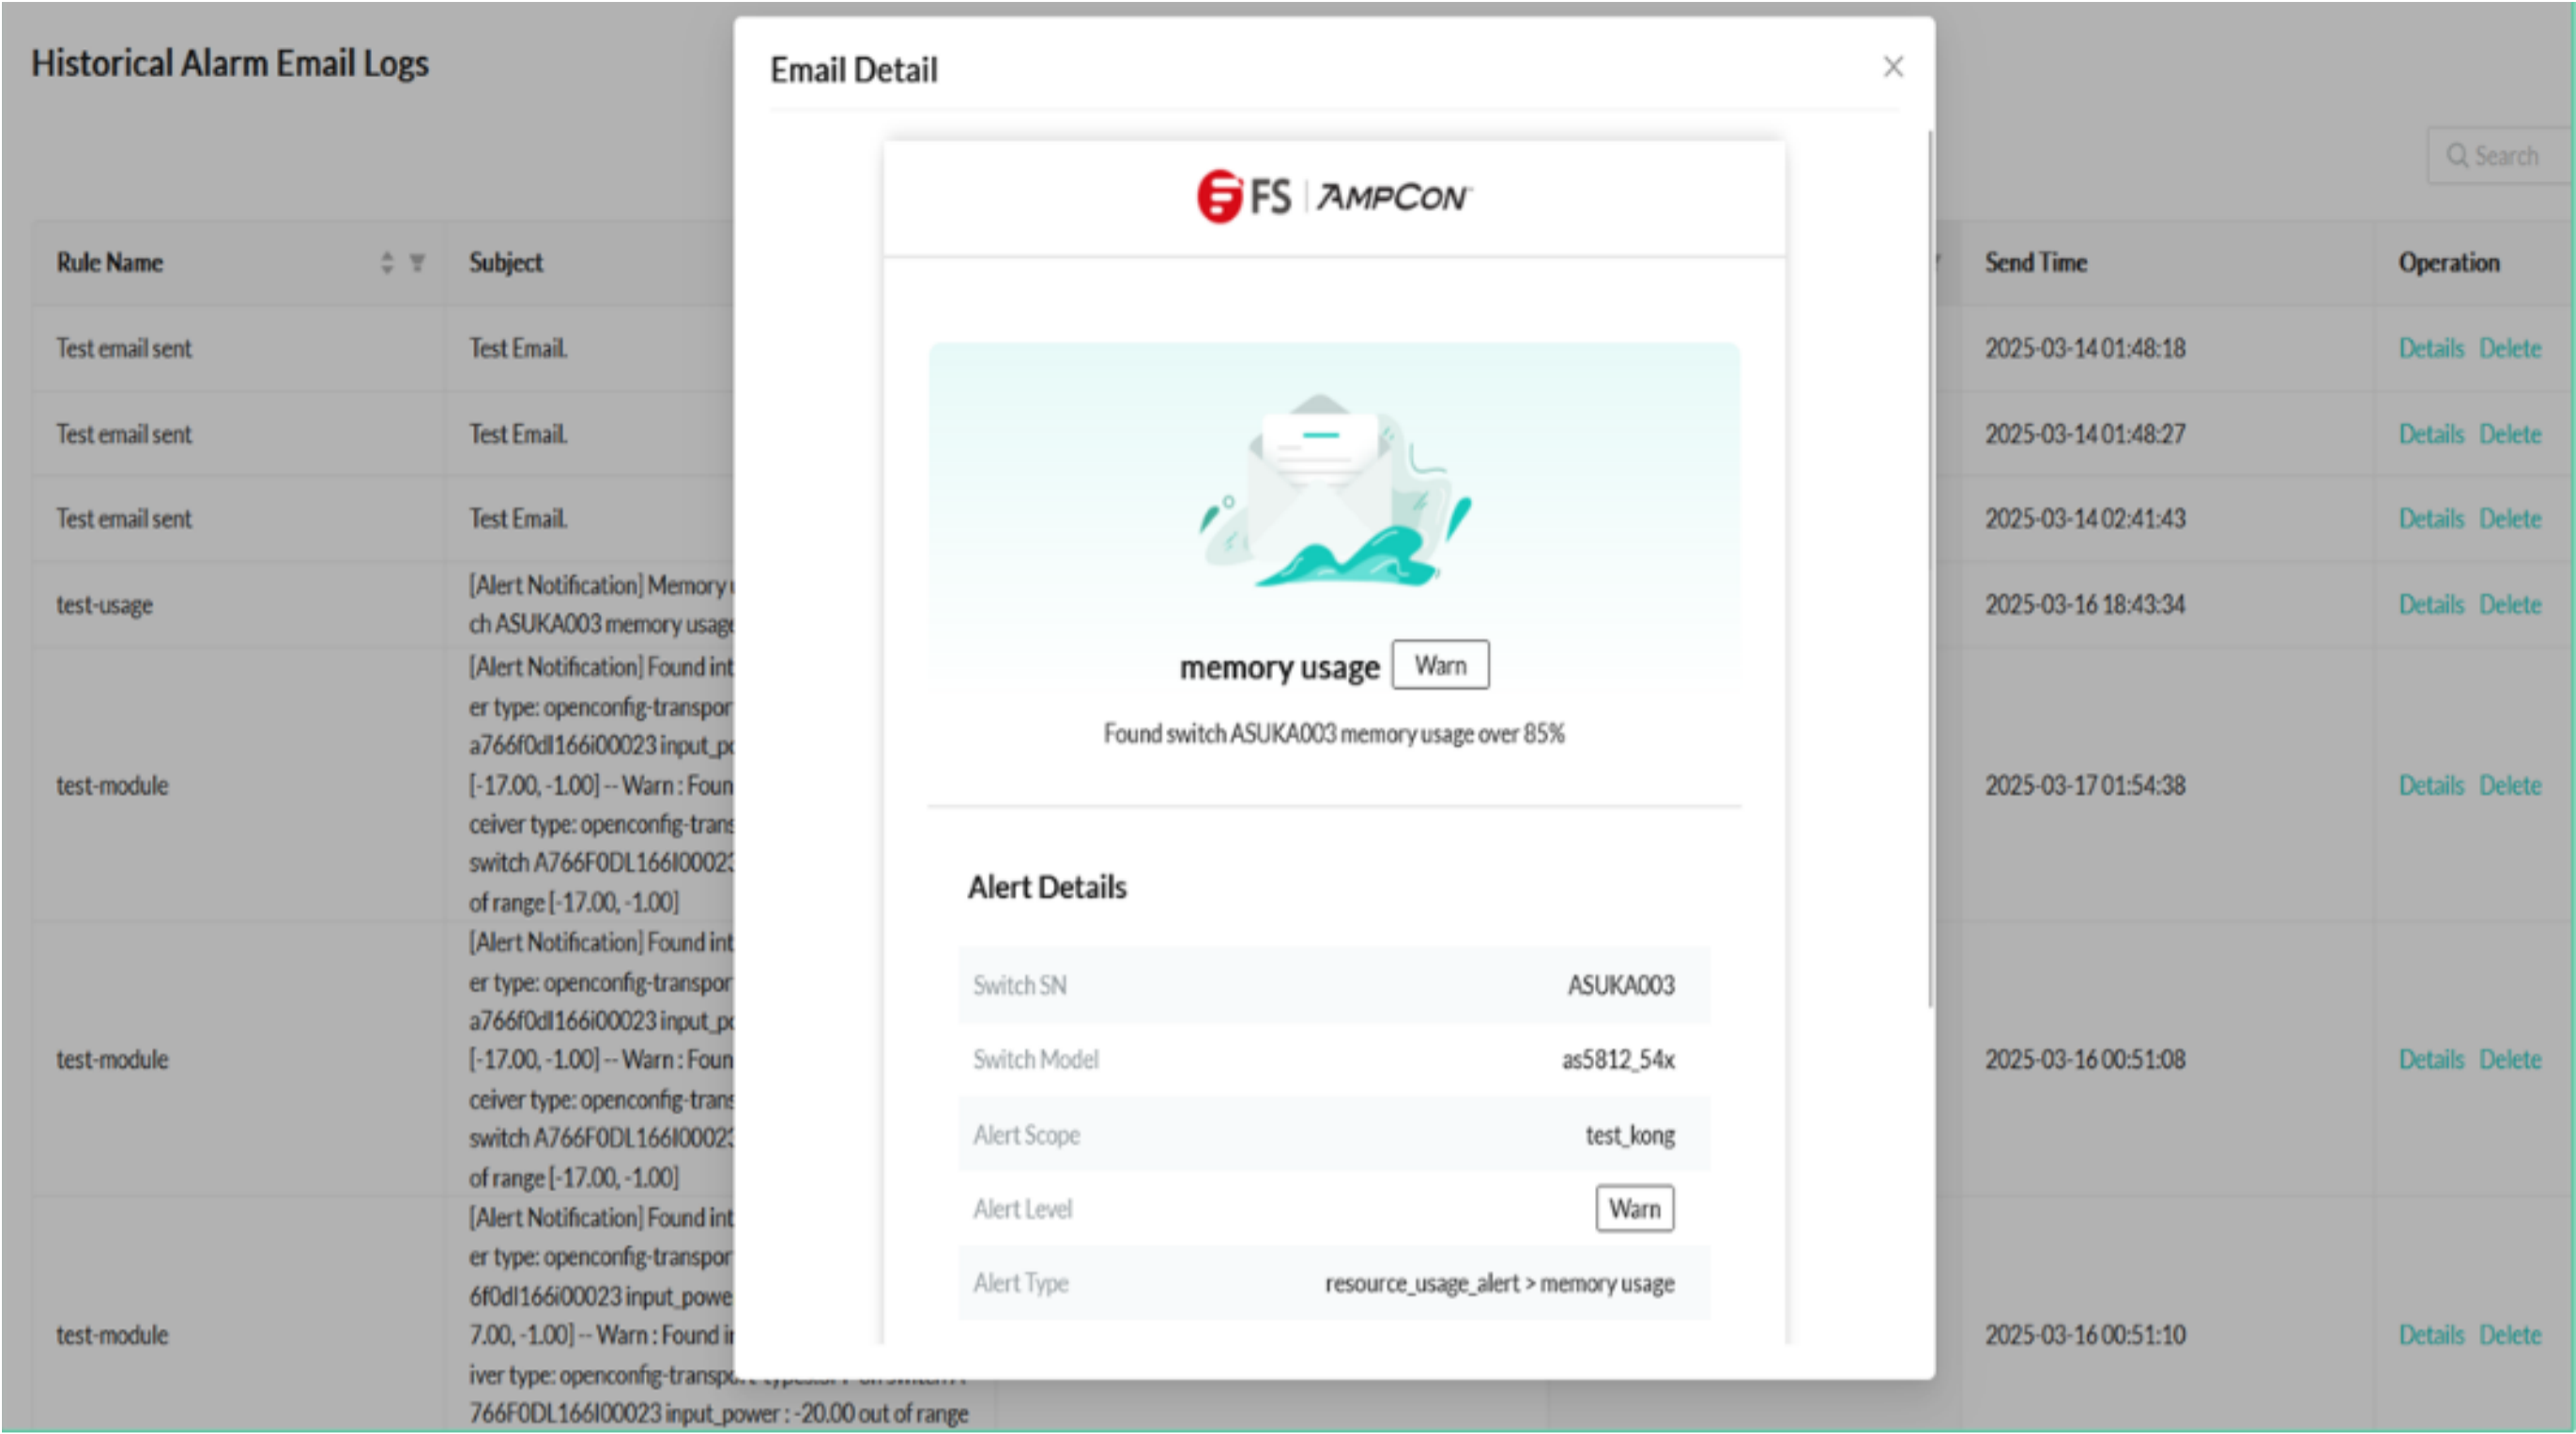 Historical Alarm Email Logs
Search
Rule Name
Subject
Send Time
Operation
Test email sent
Test Email.
2025-03-14 01:48:18
Details Delete
Test email sent
Test Email.
2025-03-14 01:48:27
Details Delete
Test email sent
Test Email.
2025-03-14 02:41:43
Details Delete
test-usage
[Alert Notification] Memory
ch ASUKA003 memory usage
2025-03-16 18:43:34
Details Delete
test-module
[Alert Notification] Found int
er type: openconfig-transpor
a766f0dl166i00023 input_po
[-17.00, -1.00] -- Warn : Foun
ceiver type: openconfig-trans
switch A766F0DL166I00023
of range [-17.00, -1.00]
2025-03-17 01:54:38
Details Delete
test-module
[Alert Notification] Found int
er type: openconfig-transpor
a766f0dl166i00023 input_po
[-17.00, -1.00] -- Warn : Foun
ceiver type: openconfig-trans
switch A766F0DL166I00023
of range [-17.00, -1.00]
2025-03-16 00:51:08
Details Delete
test-module
[Alert Notification] Found int
er type: openconfig-transpor
6f0dl166i00023 input_powe
7.00, -1.00] -- Warn : Found in
iver type:
766F0DL166I00023 input_power : -20.00 out of range
2025-03-16 00:51:10
Details Delete
Email Detail
FS | AMPCON™
memory usage Warn
Found switch ASUKA003 memory usage over 85%
Alert Details
Switch SN ASUKA003
Switch Model as5812_54x
Alert Scope test_kong
Alert Level Warn
Alert Type resource_usage_alert > memory usage